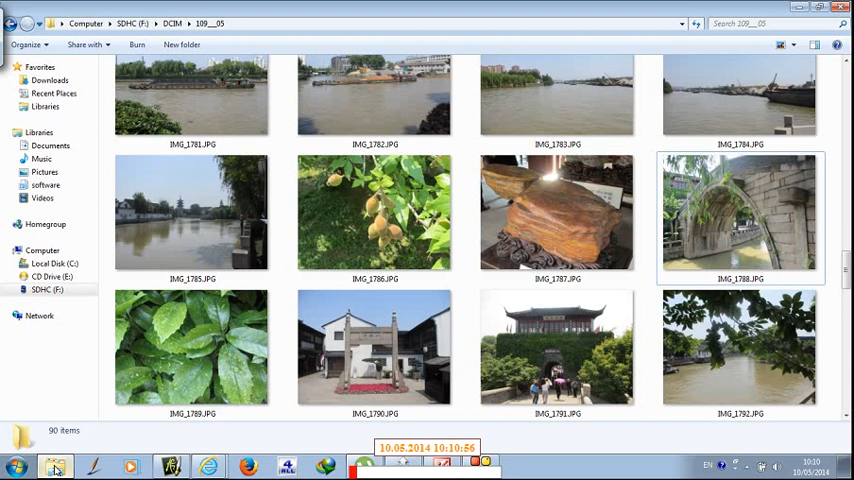 Computer ▸ SDHC (F:) ▸ DCIM ▸ 109___05
Search 109___05
Organize ▾ Share with ▾ Burn New folder
Favorites
Downloads
Recent Places
Libraries
Libraries
Documents
Music
Pictures
software
Videos
Homegroup
Computer
Local Disk (C:)
CD Drive (E:)
SDHC (F:)
Network
IMG_1781.JPG IMG_1782.JPG IMG_1783.JPG IMG_1784.JPG
IMG_1785.JPG IMG_1786.JPG IMG_1787.JPG IMG_1788.JPG
IMG_1789.JPG IMG_1790.JPG IMG_1791.JPG IMG_1792.JPG
90 items
10.05.2014 10:10:56
4
ALL
EN
10:10
10/05/2014